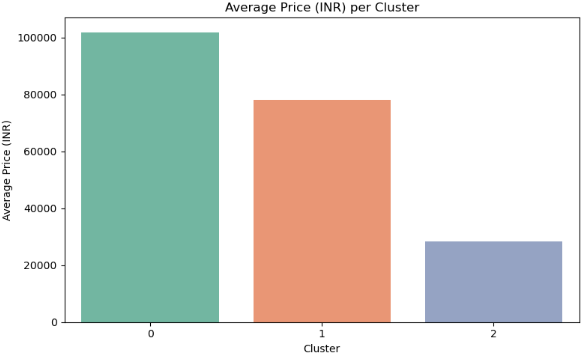 Average Price (INR) per Cluster
Average Price (INR)
100000
80000
60000
40000
20000
0
0 1 2
Cluster